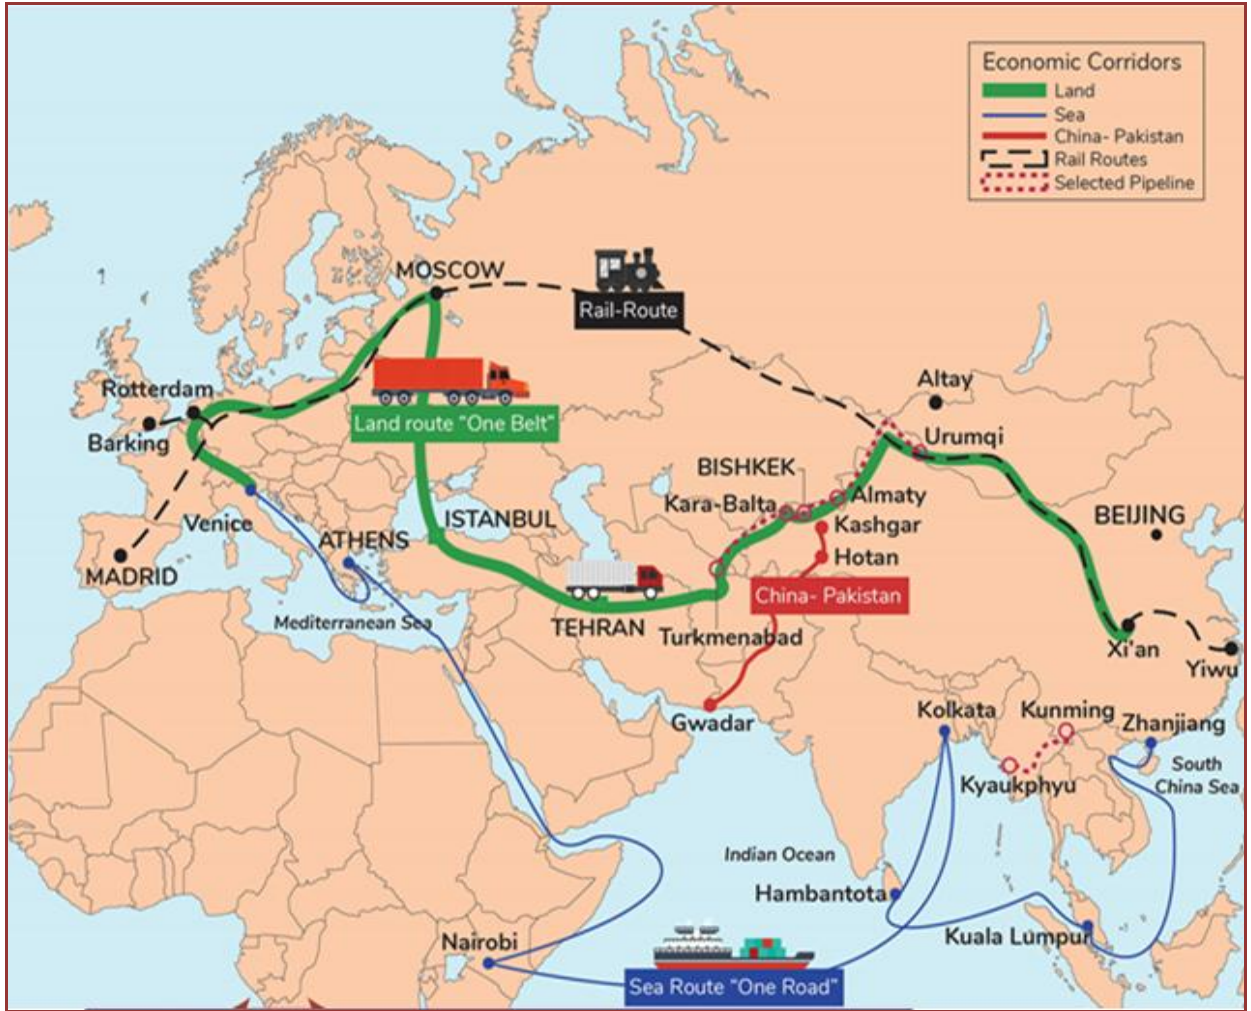 Economic Corridors
Land
Sea
China- Pakistan
Rail Routes
Selected Pipeline
MOSCOW
Rail-Route
Altay
Rotterdam
Barking
Land route "One Belt"
Urumqi
BISHKEK
Kara-Balta
Almaty
Kashgar
BEIJING
Venice
ISTANBUL
ATHENS
Hotan
MADRID
China- Pakistan
Mediterranean Sea
TEHRAN
Turkmenabad
Xi'an
Yiwu
Gwadar
Kolkata
Kunming
Zhanjiang
South
China Sea
Kyaukphyu
Indian Ocean
Hambantota
Kuala Lumpur
Nairobi
Sea Route "One Road"